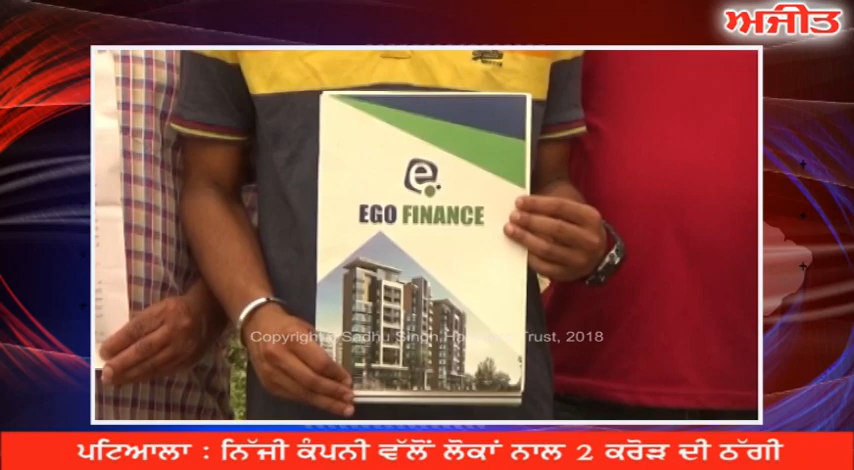 ਅਜੀਤ
e
EGO FINANCE
Copyright © Sadhu Singh Trust, 2018
ਪਟਿਆਲਾ : ਨਿੱਜੀ ਕੰਪਨੀ ਵੱਲੋਂ ਲੋਕਾਂ ਨਾਲ 2 ਕਰੋੜ ਦੀ ਠੱਗੀ